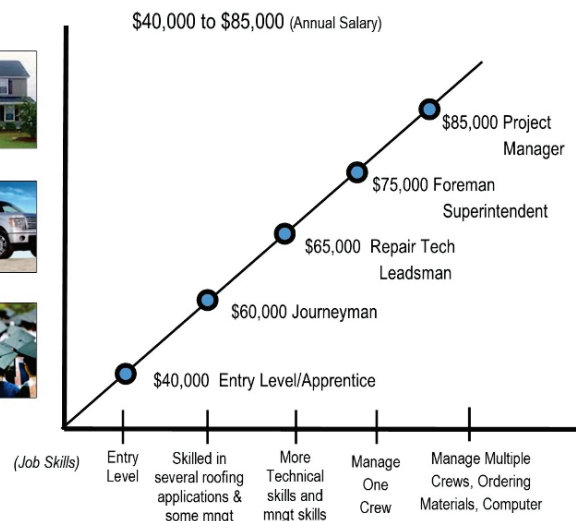 $40,000 to $85,000 (Annual Salary)
$85,000 Project
Manager
$75,000 Foreman
Superintendent
$65,000 Repair Tech
Leadsman
$60,000 Journeyman
$40,000 Entry Level/Apprentice
(Job Skills)
Entry
Level
Skilled in
several roofing
applications &
some mngt
More
Technical
skills and
mngt skills
Manage
One
Crew
Manage Multiple
Crews, Ordering
Materials, Computer